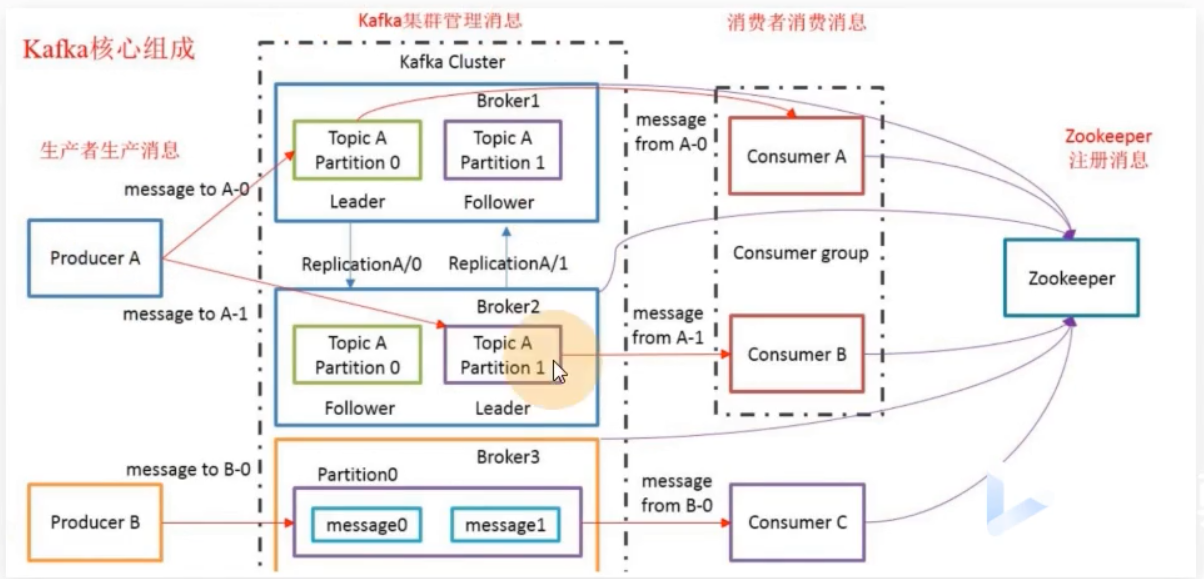 Kafka核心组成
Kafka集群管理消息
消费者消费消息
Kafka Cluster
Broker1
Topic A
Partition 0
Topic A
Partition 1
Leader
Follower
生产者生产消息
message to A-0
Producer A
message to A-1
ReplicationA/0
ReplicationA/1
Broker2
Topic A
Partition 0
Topic A
Partition 1
Follower
Leader
message
from A-0
Consumer A
Consumer group
message
from A-1
Consumer B
Zookeeper
注册消息
Zookeeper
message to B-0
Producer B
Broker3
Partition0
message0
message1
message
from B-0
Consumer C